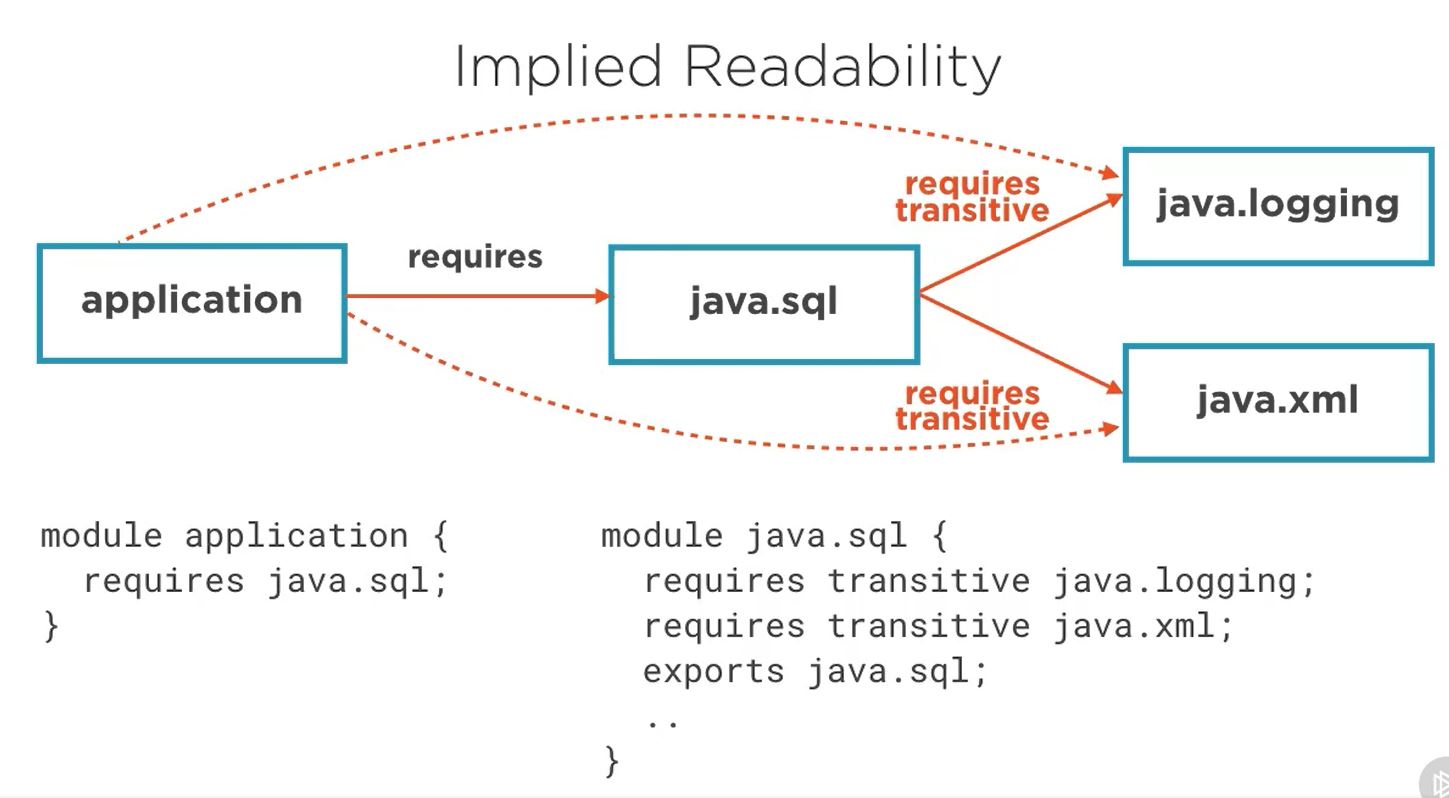 Implied Readability
requires
transitive
java.logging
requires
application
java.sql
requires
transitive
java.xml
module application {
  requires java.sql;
}
module java.sql {
  requires transitive java.logging;
  requires transitive java.xml;
  exports java.sql;
  ..
}